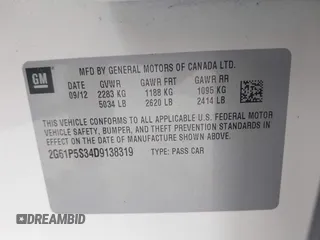 GM
MFD BY GENERAL MOTORS OF CANADA LTD.
DATE GVWR GAWR FRT GAWR RR
09/12 2283 KG 1188 KG 1095 KG
5034 LB 2620 LB 2414 LB
THIS VEHICLE CONFORMS TO ALL APPLICABLE U.S. FEDERAL MOTOR
VEHICLE SAFETY, BUMPER, AND THEFT PREVENTION STANDARDS
IN EFFECT ON THE DATE OF MANUFACTURE SHOWN ABOVE.
2G61P5S34D9138319 TYPE: PASS CAR
DREAMBID